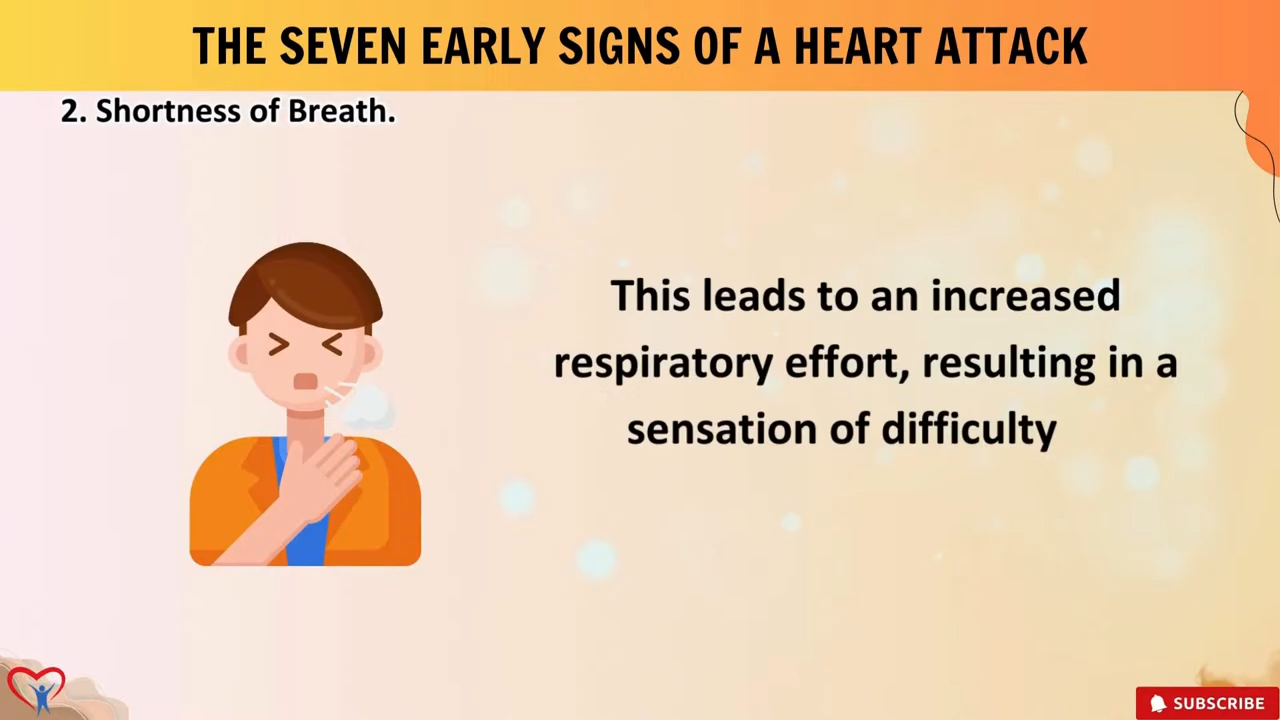 THE SEVEN EARLY SIGNS OF A HEART ATTACK
2. Shortness of Breath.
This leads to an increased
respiratory effort, resulting in a
sensation of difficulty
SUBSCRIBE